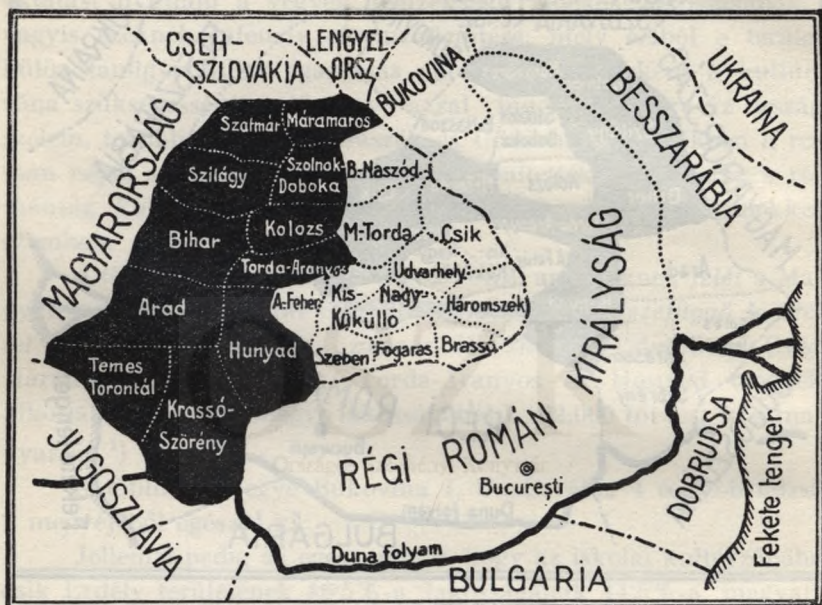 CSEH-
SZLOVÁKIA
LENGYEL-
ORSZ.
BUKOVINA
UKRAINA
BESSZARÁBIA
MAGYARORSZÁG
Szatmár
Máramaros
Szilágy
Szolnok-
Doboka
B.-Naszód
Bihar
Kolozs
M.-Torda
Csik
Torda-Aranyos
Udvarhely
Arad
A.-Fehér
Kis-
Küküllő
Nagy-
Háromszék
Hunyad
Szeben
Fogaras
Brassó
Temes
Torontál
Krassó-
Szörény
RÉGI ROMÁN
KIRÁLYSÁG
București
JUGOSZLÁVIA
DOBRUDSA
Fekete tenger
Duna folyam
BULGÁRIA